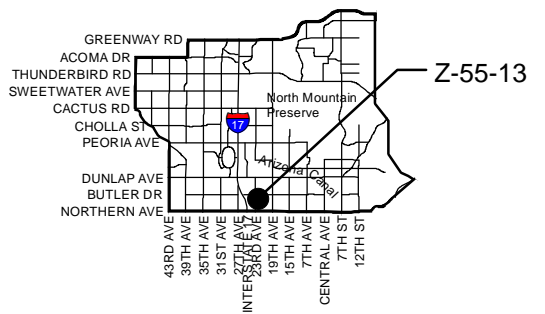 GREENWAY RD
ACOMA DR
THUNDERBIRD RD
SWEETWATER AVE
CACTUS RD
CHOLLA ST
PEORIA AVE
DUNLAP AVE
BUTLER DR
NORTHERN AVE
Z-55-13
North Mountain
Preserve
17
Arizona Canal
43RD AVE
39TH AVE
35TH AVE
31ST AVE
27TH AVE
INTERSTATE 17
23RD AVE
19TH AVE
15TH AVE
7TH AVE
CENTRAL AVE
7TH ST
12TH ST